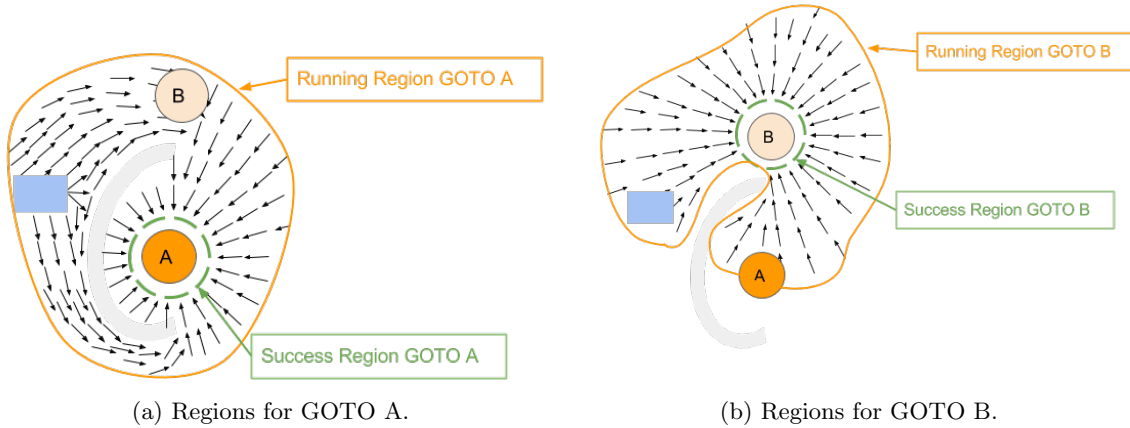 B
Running Region GOTO A
A
Success Region GOTO A
(a) Regions for GOTO A.
Running Region GOTO B
B
Success Region GOTO B
A
(b) Regions for GOTO B.